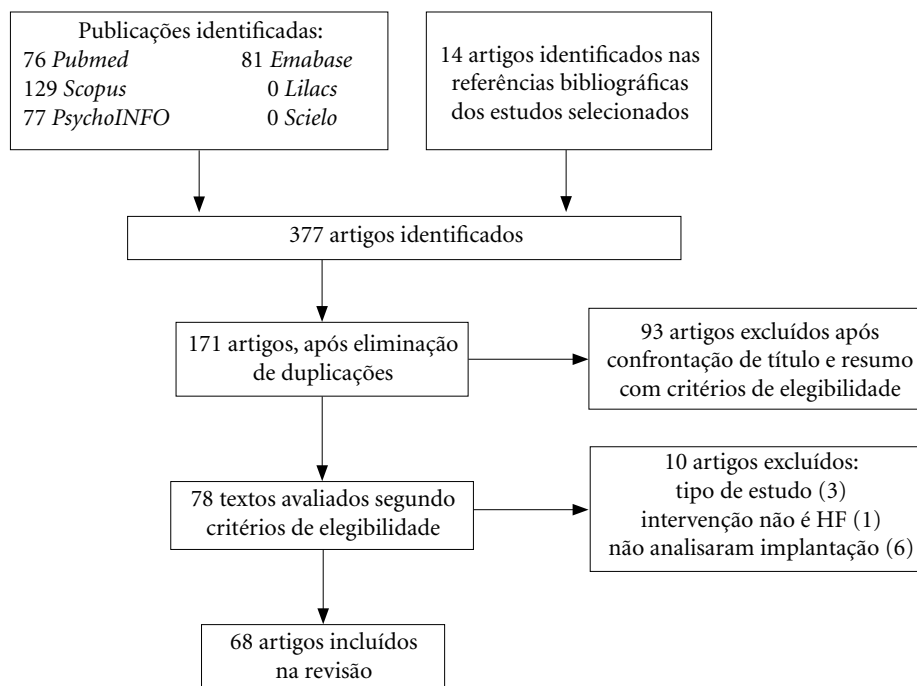 Publicações identificadas:
76 Pubmed 81 Emabase
129 Scopus 0 Lilacs
77 PsychoINFO 0 Scielo
14 artigos identificados nas
referências bibliográficas
dos estudos selecionados
377 artigos identificados
171 artigos, após eliminação
de duplicações
93 artigos excluídos após
confrontação de título e resumo
com critérios de elegibilidade
78 textos avaliados segundo
critérios de elegibilidade
10 artigos excluídos:
tipo de estudo (3)
intervenção não é HF (1)
não analisaram implantação (6)
68 artigos incluídos
na revisão